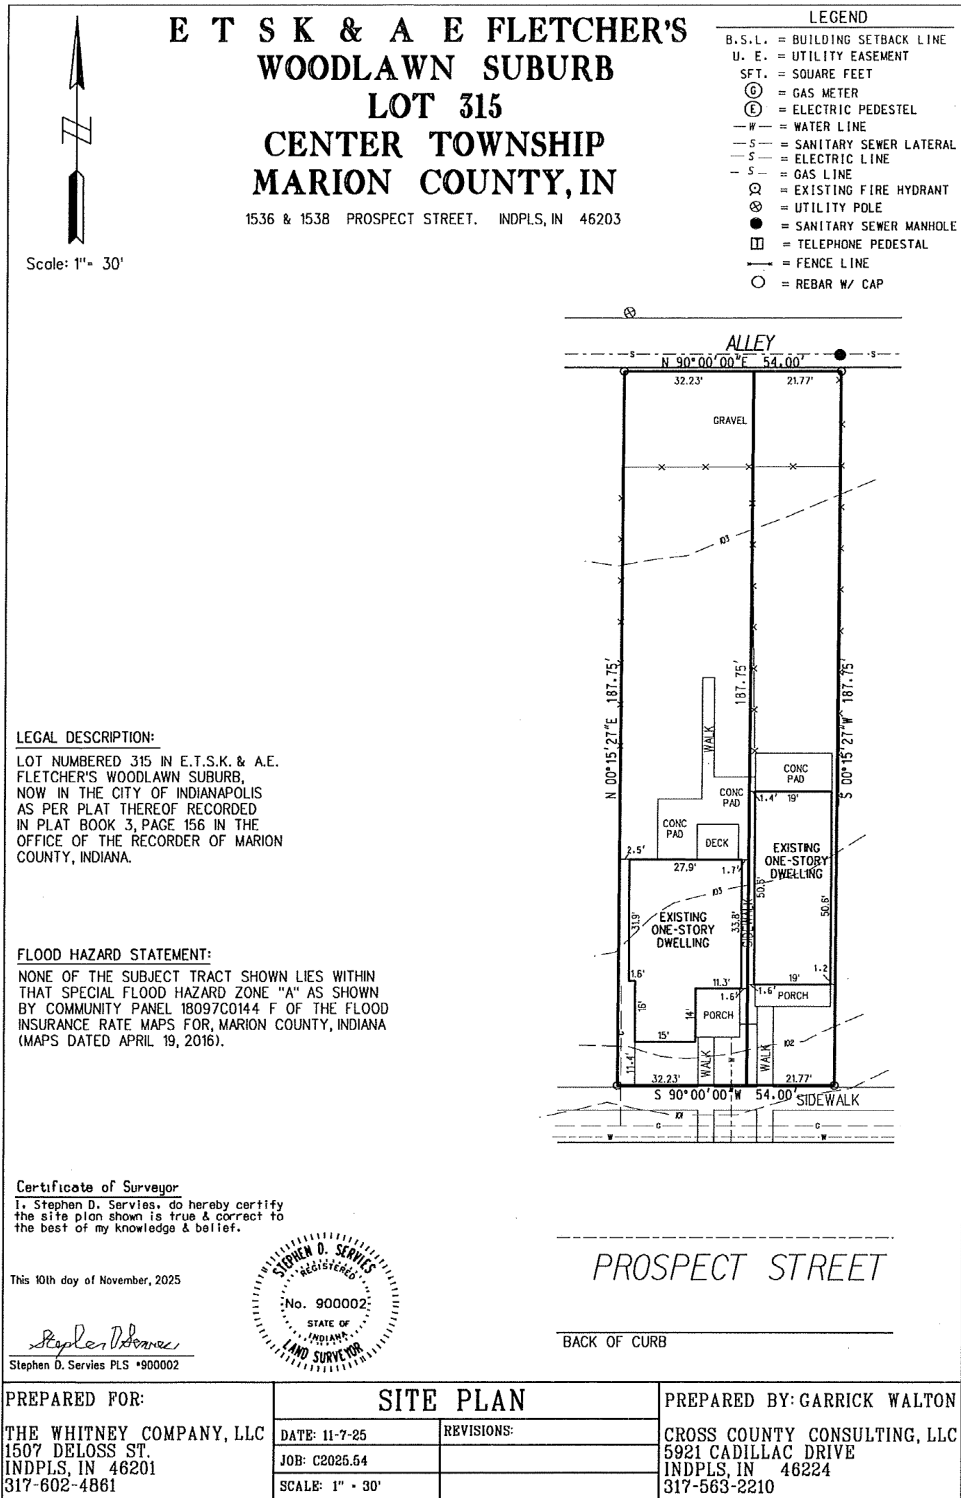 E T S K & A E FLETCHER'S
WOODLAWN SUBURB
LOT 315
CENTER TOWNSHIP
MARION COUNTY, IN
1536 & 1538 PROSPECT STREET. INDPLS, IN 46203
Scale: 1"= 30'
LEGEND
B.S.L. = BUILDING SETBACK LINE
U. E. = UTILITY EASEMENT
SFT. = SQUARE FEET
G = GAS METER
E = ELECTRIC PEDESTEL
W = WATER LINE
S = SANITARY SEWER LATERAL
S = ELECTRIC LINE
S = GAS LINE
= EXISTING FIRE HYDRANT
= UTILITY POLE
= SANITARY SEWER MANHOLE
T = TELEPHONE PEDESTAL
= FENCE LINE
= REBAR W/ CAP
ALLEY
S S
N 90°00'00"E 54.00'
32.23' 21.77'
GRAVEL
103
N 00°15'27"E 187.75'
187.75'
S 00°15'27"W 187.75'
WALK
CONC
PAD
CONC
PAD
1.4' 19'
CONC
PAD
DECK
EXISTING
ONE-STORY
DWELLING
2.5'
27.9' 1.7'
103
50.6'
50.6'
31.9'
EXISTING
ONE-STORY
DWELLING
33.8'
SIDEWALK
1.6' 11.3' 1.6'
19' 1.2
1.6'
PORCH
16'
14'
PORCH
15'
11.4'
WALK
W
WALK
102
G
32.23' 21.77'
S 90°00'00"W 54.00'
SIDEWALK
101
G G
W W
PROSPECT STREET
BACK OF CURB
LEGAL DESCRIPTION:
LOT NUMBERED 315 IN E.T.S.K. & A.E.
FLETCHER'S WOODLAWN SUBURB,
NOW IN THE CITY OF INDIANAPOLIS
AS PER PLAT THEREOF RECORDED
IN PLAT BOOK 3, PAGE 156 IN THE
OFFICE OF THE RECORDER OF MARION
COUNTY, INDIANA.
FLOOD HAZARD STATEMENT:
NONE OF THE SUBJECT TRACT SHOWN LIES WITHIN
THAT SPECIAL FLOOD HAZARD ZONE "A" AS SHOWN
BY COMMUNITY PANEL 18097C0144 F OF THE FLOOD
INSURANCE RATE MAPS FOR, MARION COUNTY, INDIANA
(MAPS DATED APRIL 19, 2016).
Certificate of Surveyor
I, Stephen D. Servies, do hereby certify
the site plan shown is true & correct to
the best of my knowledge & belief.
This 10th day of November, 2025
STEPHEN D. SERVIES
REGISTERED
No. 900002
STATE OF
INDIANA
LAND SURVEYOR
Stephen D Servies
Stephen D. Servies PLS #900002
PREPARED FOR:
THE WHITNEY COMPANY, LLC
1507 DELOSS ST.
INDPLS, IN 46201
317-602-4861
SITE PLAN
DATE: 11-7-25
REVISIONS:
JOB: C2025.54
SCALE: 1" = 30'
PREPARED BY: GARRICK WALTON
CROSS COUNTY CONSULTING, LLC
5921 CADILLAC DRIVE
INDPLS, IN 46224
317-563-2210